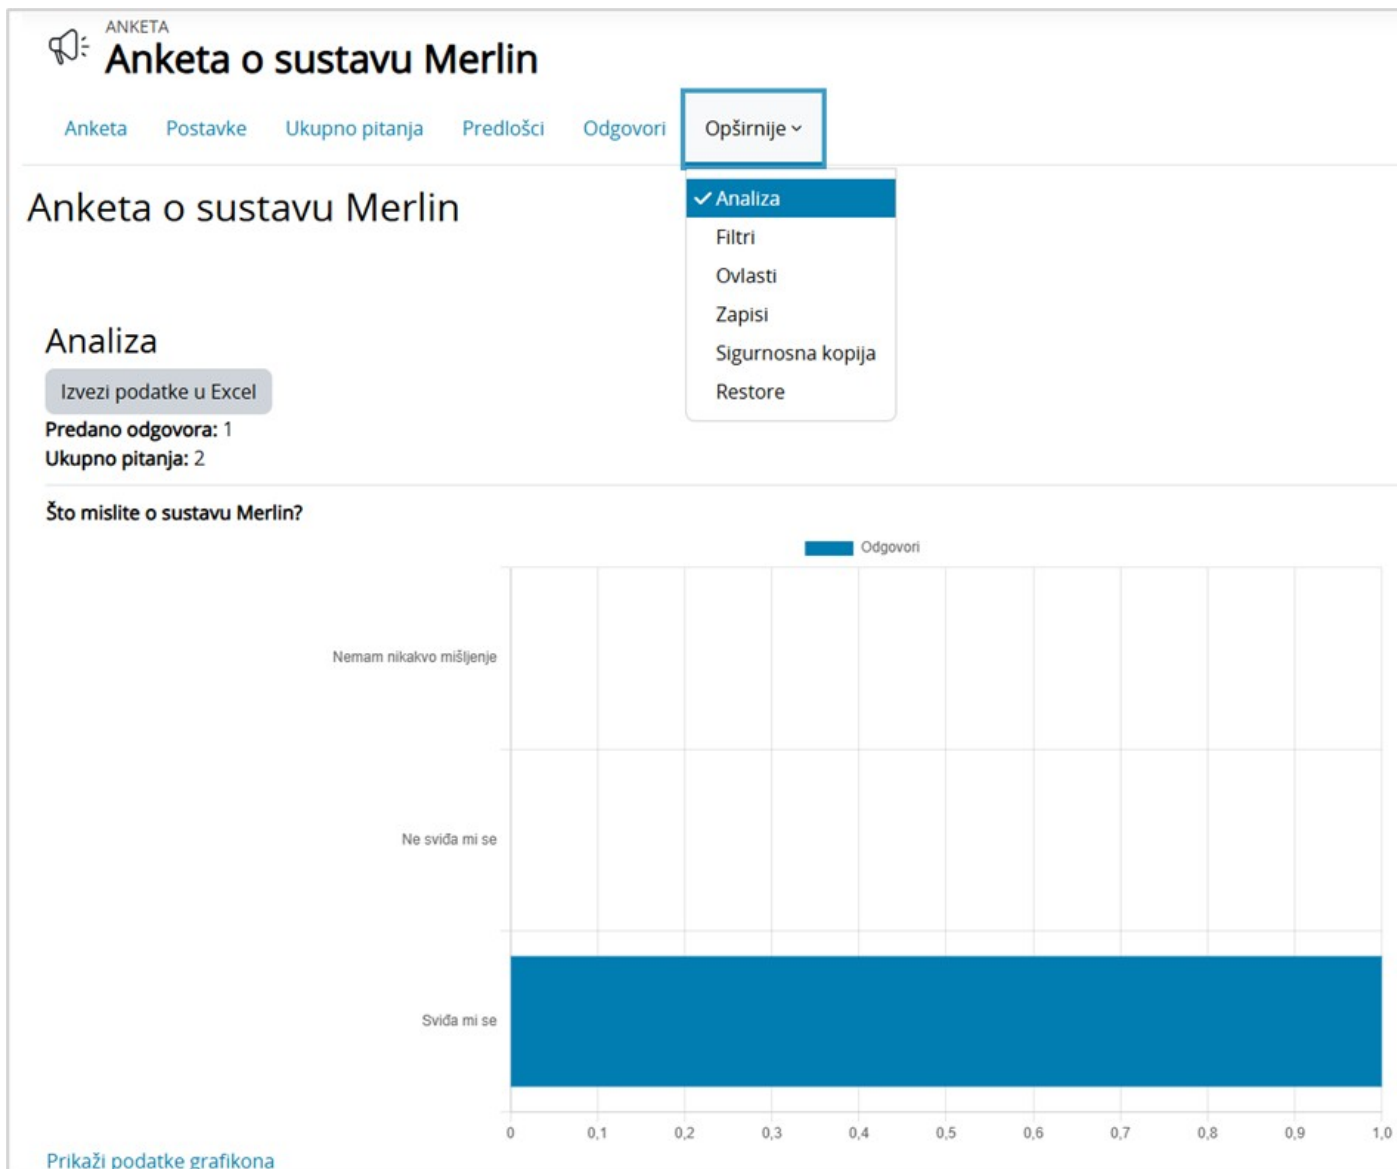 ANKETA
Anketa o sustavu Merlin
Anketa Postavke Ukupno pitanja Predlošci Odgovori Opširnije
Analiza
Filtri
Ovlasti
Zapisi
Sigurnosna kopija
Restore
Anketa o sustavu Merlin
Analiza
Izvezi podatke u Excel
Predano odgovora: 1
Ukupno pitanja: 2
Što mislite o sustavu Merlin?
Odgovori
Nemam nikakvo mišljenje
Ne sviđa mi se
Sviđa mi se
0 0,1 0,2 0,3 0,4 0,5 0,6 0,7 0,8 0,9 1,0
Prikaži podatke grafikona